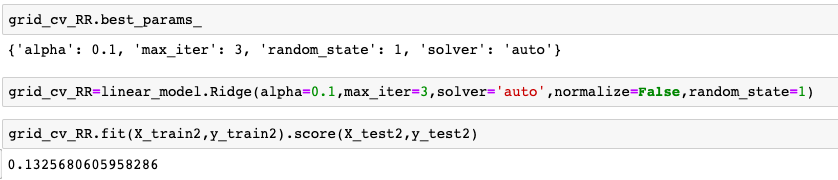 grid_cv_RR.best_params_
{'alpha': 0.1, 'max_iter': 3, 'random_state': 1, 'solver': 'auto'}
grid_cv_RR=linear_model.Ridge(alpha=0.1,max_iter=3,solver='auto',normalize=False,random_state=1)
grid_cv_RR.fit(X_train2,y_train2).score(X_test2,y_test2)
0.1325680605958286